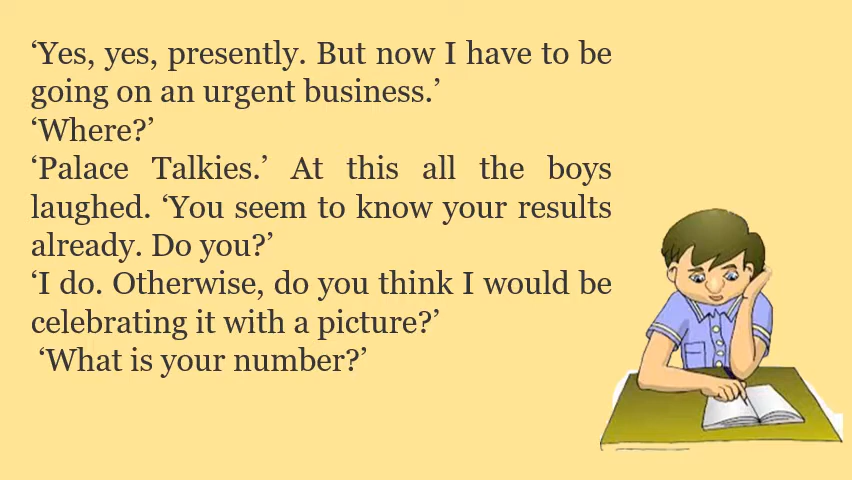 ‘Yes, yes, presently. But now I have to be
going on an urgent business.’
‘Where?’
‘Palace Talkies.’ At this all the boys
laughed. ‘You seem to know your results
already. Do you?’
‘I do. Otherwise, do you think I would be
celebrating it with a picture?’
‘What is your number?’